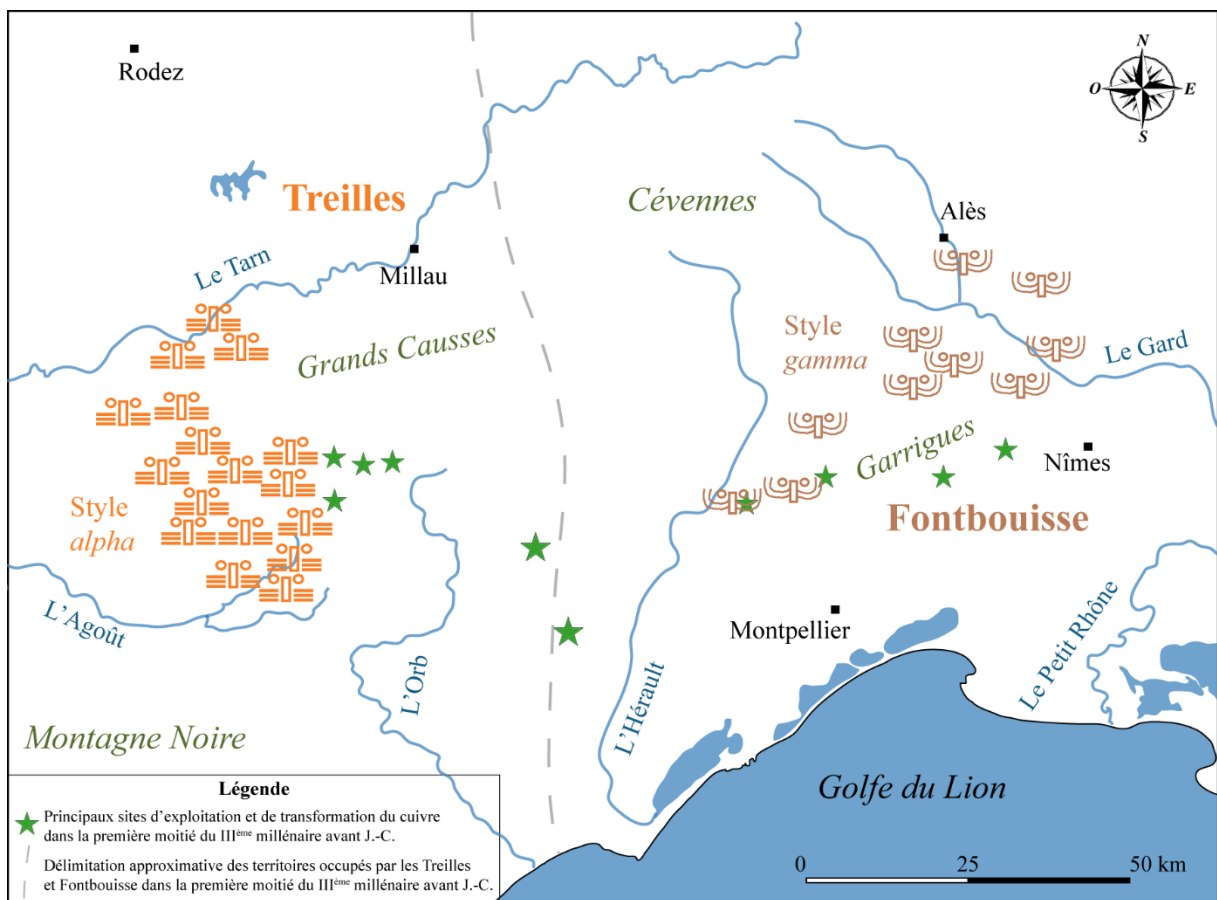 N
O
E
S
Rodez
Treilles
Cévennes
Alès
Le Tarn
Millau
Grands Causses
Style
gamma
Le Gard
Garrigues
Nîmes
Style
alpha
Fontbouisse
L'Agoût
L'Orb
L'Hérault
Montpellier
Le Petit Rhône
Montagne Noire
Golfe du Lion
Légende
Principaux sites d'exploitation et de transformation du cuivre
dans la première moitié du IIIème millénaire avant J.-C.
Délimitation approximative des territoires occupés par les Treilles
et Fontbouisse dans la première moitié du IIIème millénaire avant J.-C.
0
25
50 km